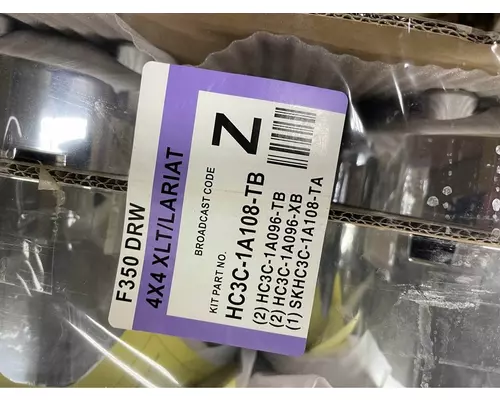 F350 DRW
4X4 XLT/LARIAT
BROADCAST CODE
Z
KIT PART NO.
HC3C-1A108-TB
(2) HC3C-1A096-TB
(2) HC3C-1A096-XB
(1) SKHC3C-1A108-TA